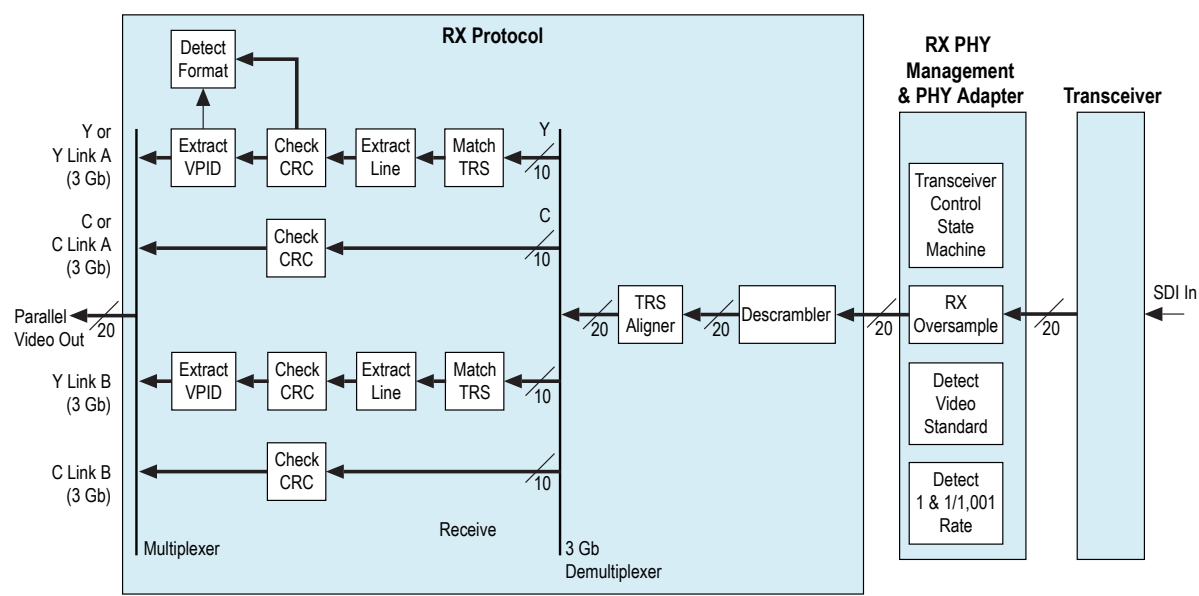 RX Protocol
RX PHY
Management
& PHY Adapter
Transceiver
Detect
Format
Y or
Y Link A
(3 Gb)
Extract
VPID
Check
CRC
Extract
Line
Match
TRS
Y
10
C or
C Link A
(3 Gb)
Check
CRC
C
10
Parallel
Video Out
20
20
TRS
Aligner
20
Descrambler
20
Transceiver
Control
State
Machine
RX
Oversample
20
SDI In
Detect
Video
Standard
Detect
1 & 1/1,001
Rate
Y Link B
(3 Gb)
Extract
VPID
Check
CRC
Extract
Line
Match
TRS
10
C Link B
(3 Gb)
Check
CRC
10
Receive
Multiplexer
3 Gb
Demultiplexer